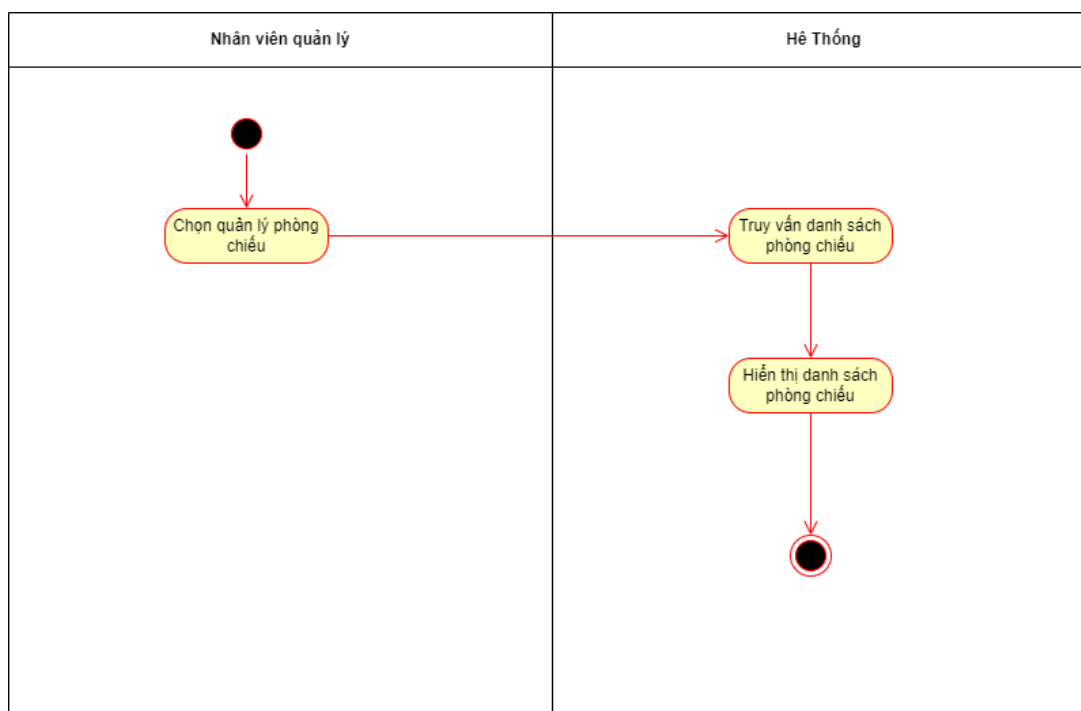 Nhân viên quản lý
Hê Thống
Chọn quản lý phòng
chiếu
Truy vấn danh sách
phòng chiếu
Hiển thị danh sách
phòng chiếu